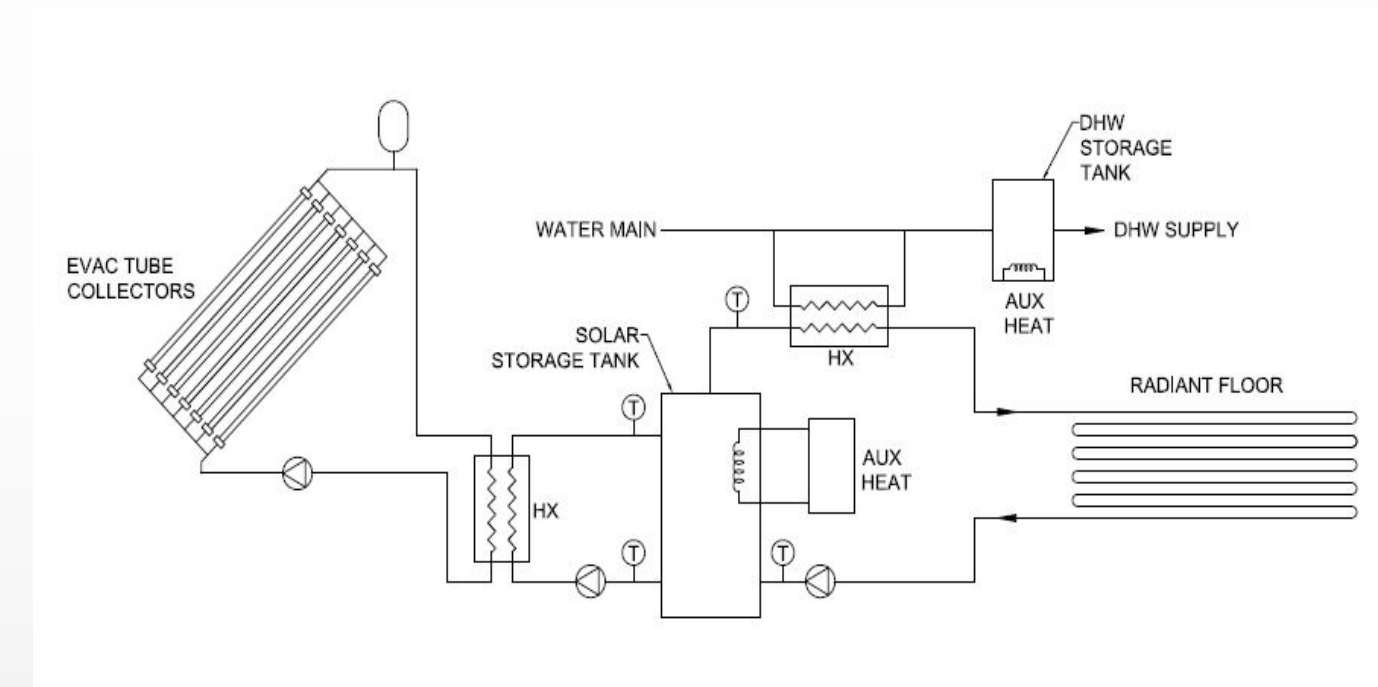 EVAC TUBE
COLLECTORS
WATER MAIN
DHW
STORAGE
TANK
DHW SUPPLY
AUX
HEAT
T
HX
SOLAR
STORAGE TANK
T
RADIANT FLOOR
AUX
HEAT
HX
T
T